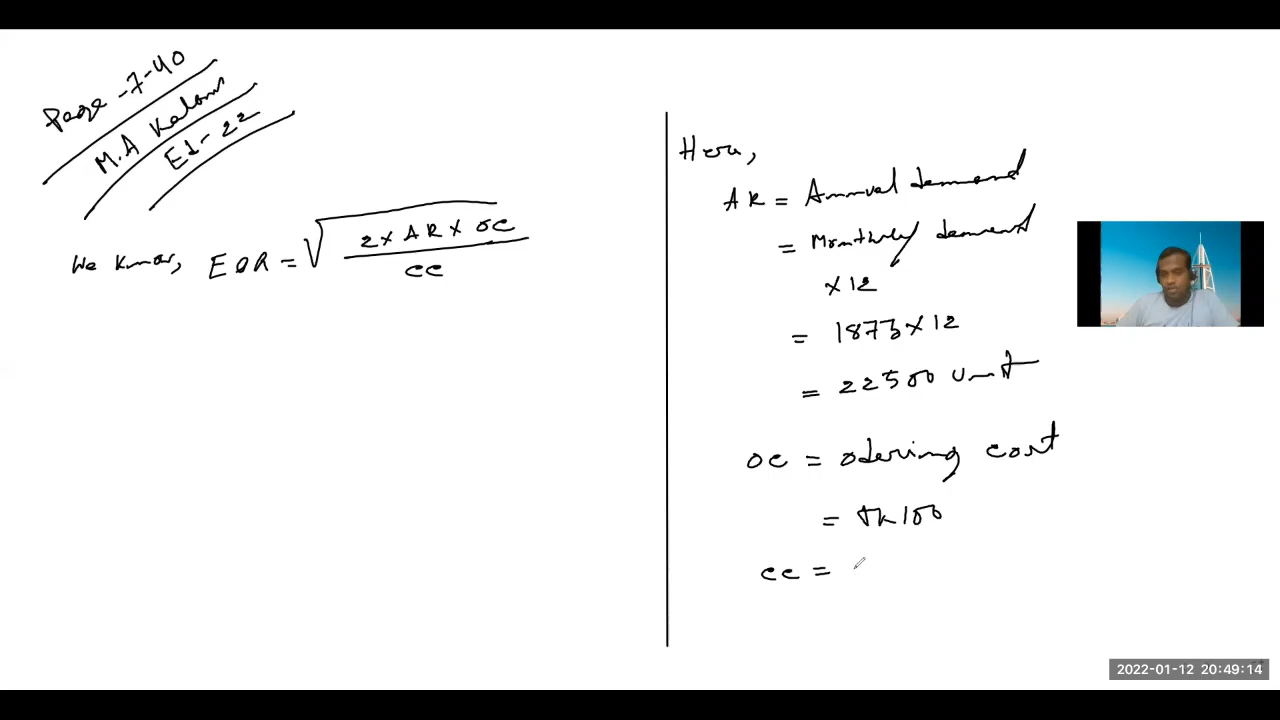 Page -7-40
M.A Kalam
Ed- 22
We know, EOQ = √ 2 × AR × OC
CC
Here,
AR = Annual demand
= Monthly demand
× 12
= 1875 × 12
= 22500 unit
OC = odering cost
= Tk 100
CC =
2022-01-12 20:49:14